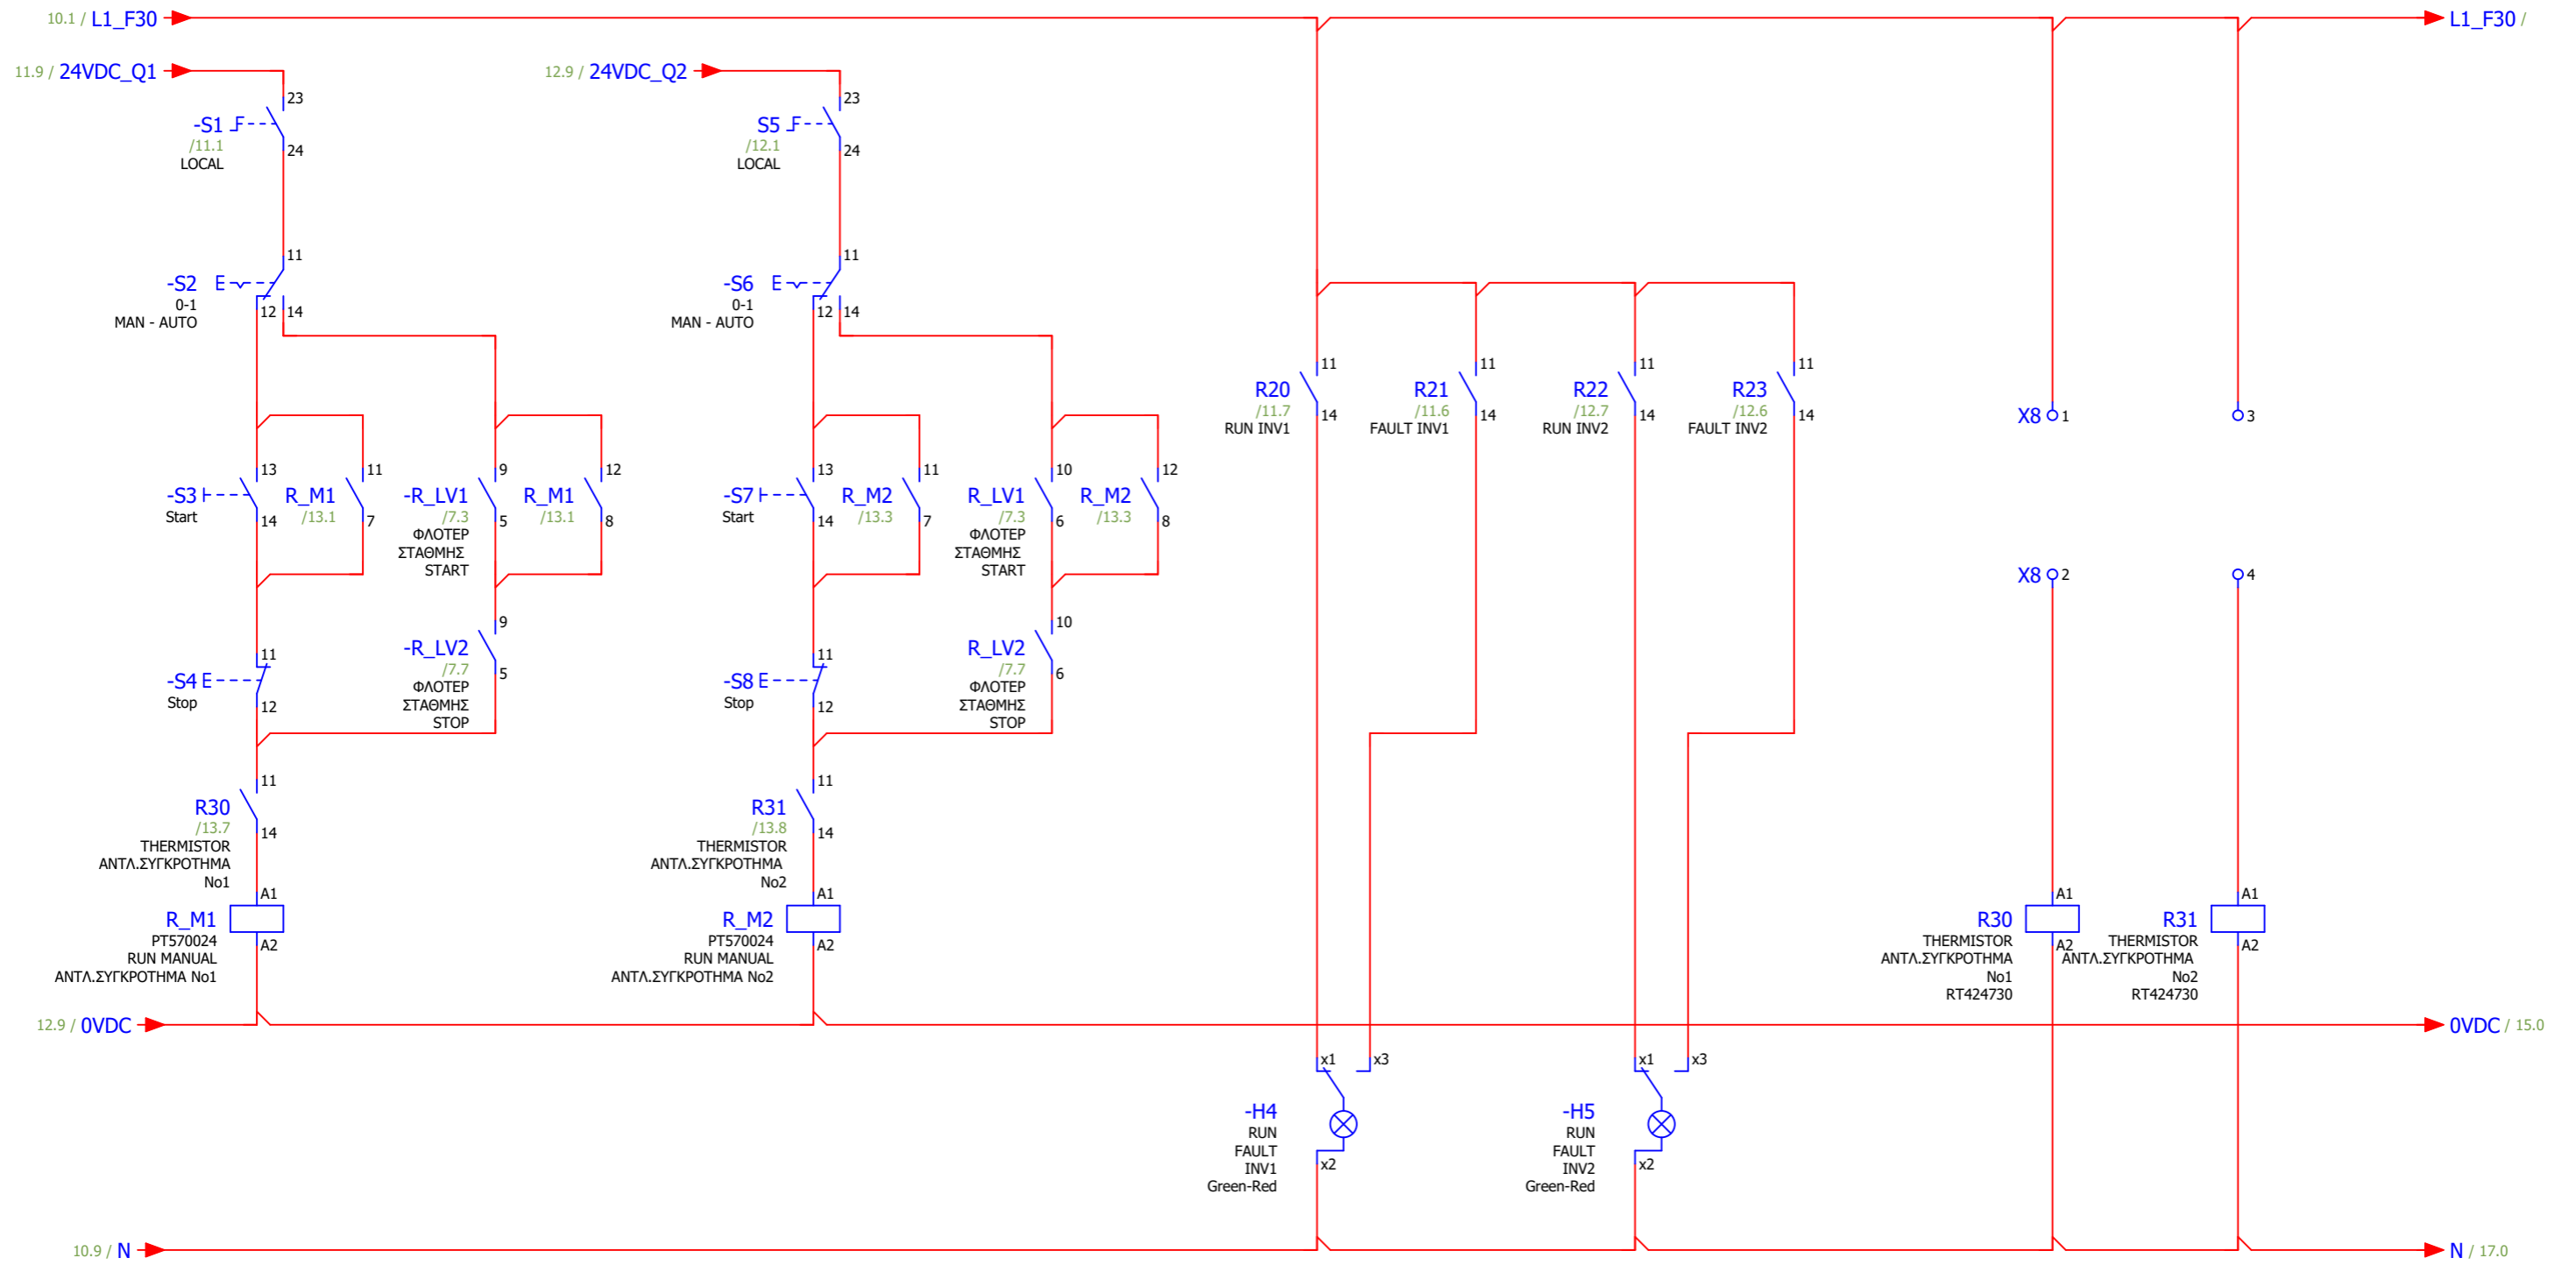 10.1 / L1_F30
L1_F30 /
11.9 / 24VDC_Q1
12.9 / 24VDC_Q2
23
-S1
/11.1
24
LOCAL
23
S5
/12.1
24
LOCAL
11
-S2
0-1
12
14
MAN - AUTO
11
-S6
0-1
12
14
MAN - AUTO
11
R20
/11.7
14
RUN INV1
11
R21
/11.6
14
FAULT INV1
11
R22
/12.7
14
RUN INV2
11
R23
/12.6
14
FAULT INV2
X8
1
3
13
-S3
Start
14
11
R_M1
/13.1
7
9
-R_LV1
/7.3
5
ΦΛΟΤΕΡ
ΣΤΑΘΜΗΣ
START
12
R_M1
/13.1
8
13
-S7
Start
14
11
R_M2
/13.3
7
10
R_LV1
/7.3
6
ΦΛΟΤΕΡ
ΣΤΑΘΜΗΣ
START
12
R_M2
/13.3
8
X8
2
4
11
-S4
Stop
12
9
-R_LV2
/7.7
5
ΦΛΟΤΕΡ
ΣΤΑΘΜΗΣ
STOP
11
-S8
Stop
12
10
R_LV2
/7.7
6
ΦΛΟΤΕΡ
ΣΤΑΘΜΗΣ
STOP
11
R30
/13.7
14
THERMISTOR
ΑΝΤΛ.ΣΥΓΚΡΟΤΗΜΑ
No1
11
R31
/13.8
14
THERMISTOR
ΑΝΤΛ.ΣΥΓΚΡΟΤΗΜΑ
No2
A1
R_M1
A2
PT570024
RUN MANUAL
ΑΝΤΛ.ΣΥΓΚΡΟΤΗΜΑ No1
A1
R_M2
A2
PT570024
RUN MANUAL
ΑΝΤΛ.ΣΥΓΚΡΟΤΗΜΑ No2
A1
R30
A2
THERMISTOR
ΑΝΤΛ.ΣΥΓΚΡΟΤΗΜΑ
No1
RT424730
A1
R31
A2
THERMISTOR
ΑΝΤΛ.ΣΥΓΚΡΟΤΗΜΑ
No2
RT424730
12.9 / 0VDC
0VDC / 15.0
x1
x3
-H4
RUN
FAULT
INV1
Green-Red
x2
x1
x3
-H5
RUN
FAULT
INV2
Green-Red
x2
10.9 / N
N / 17.0